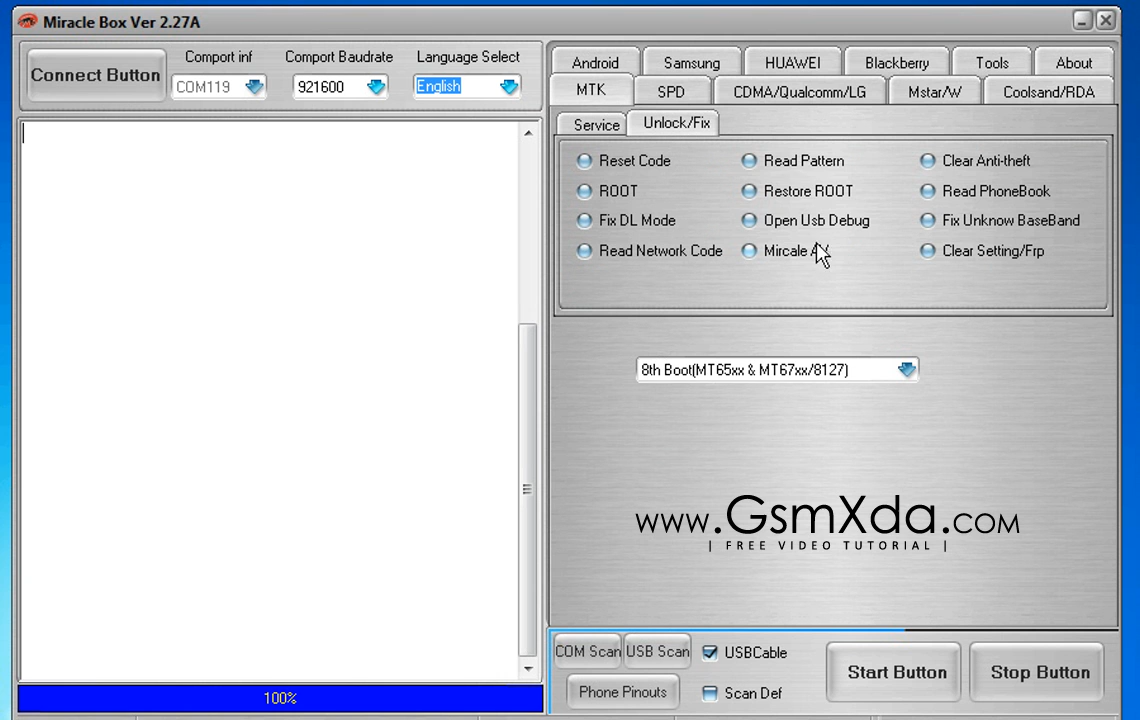 Miracle Box Ver 2.27A
Connect Button
Comport inf
Comport Baudrate
Language Select
COM119
921600
English
Android
Samsung
HUAWEI
Blackberry
Tools
About
MTK
SPD
CDMA/Qualcomm/LG
Mstar/W
Coolsand/RDA
Service
Unlock/Fix
Reset Code
Read Pattern
Clear Anti-theft
ROOT
Restore ROOT
Read PhoneBook
Fix DL Mode
Open Usb Debug
Fix Unknow BaseBand
Read Network Code
Mircale
Clear Setting/Frp
8th Boot(MT65xx & MT67xx/8127)
www.GsmXda.com
| FREE VIDEO TUTORIAL |
COM Scan
USB Scan
USBCable
Start Button
Stop Button
Phone Pinouts
Scan Def
100%